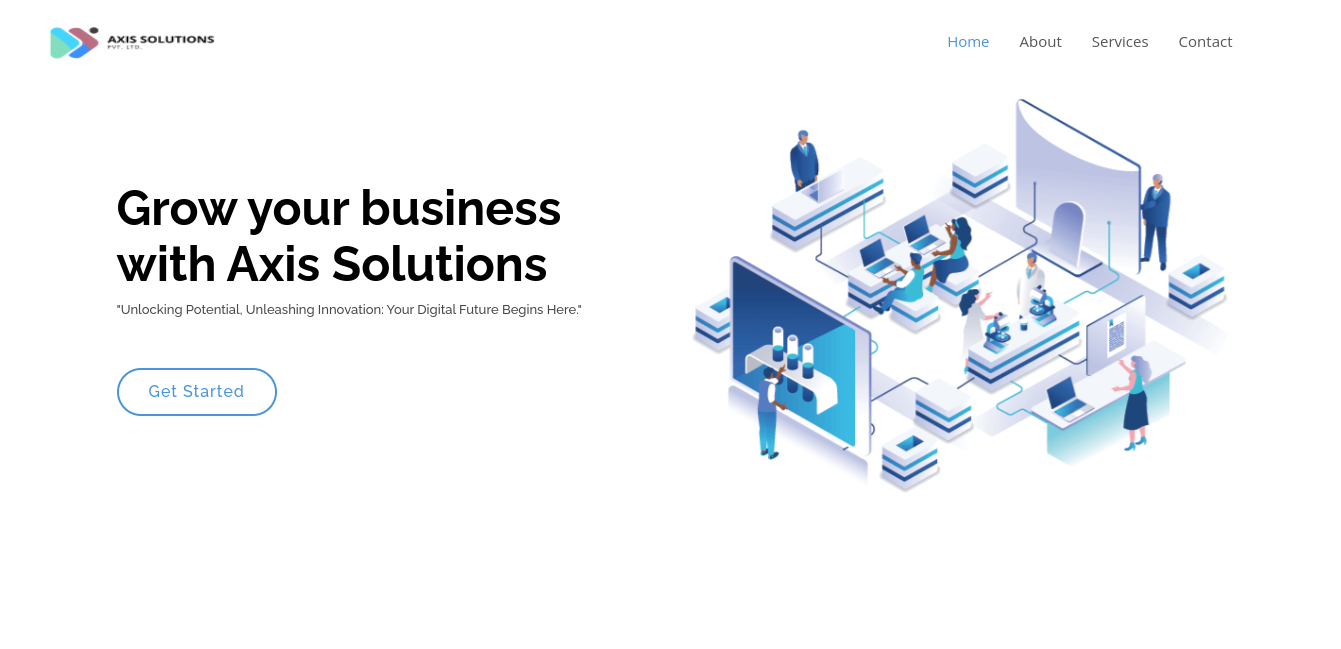 AXIS SOLUTIONS
PVT. LTD.
Home About Services Contact
Grow your business
with Axis Solutions
"Unlocking Potential, Unleashing Innovation: Your Digital Future Begins Here."
Get Started